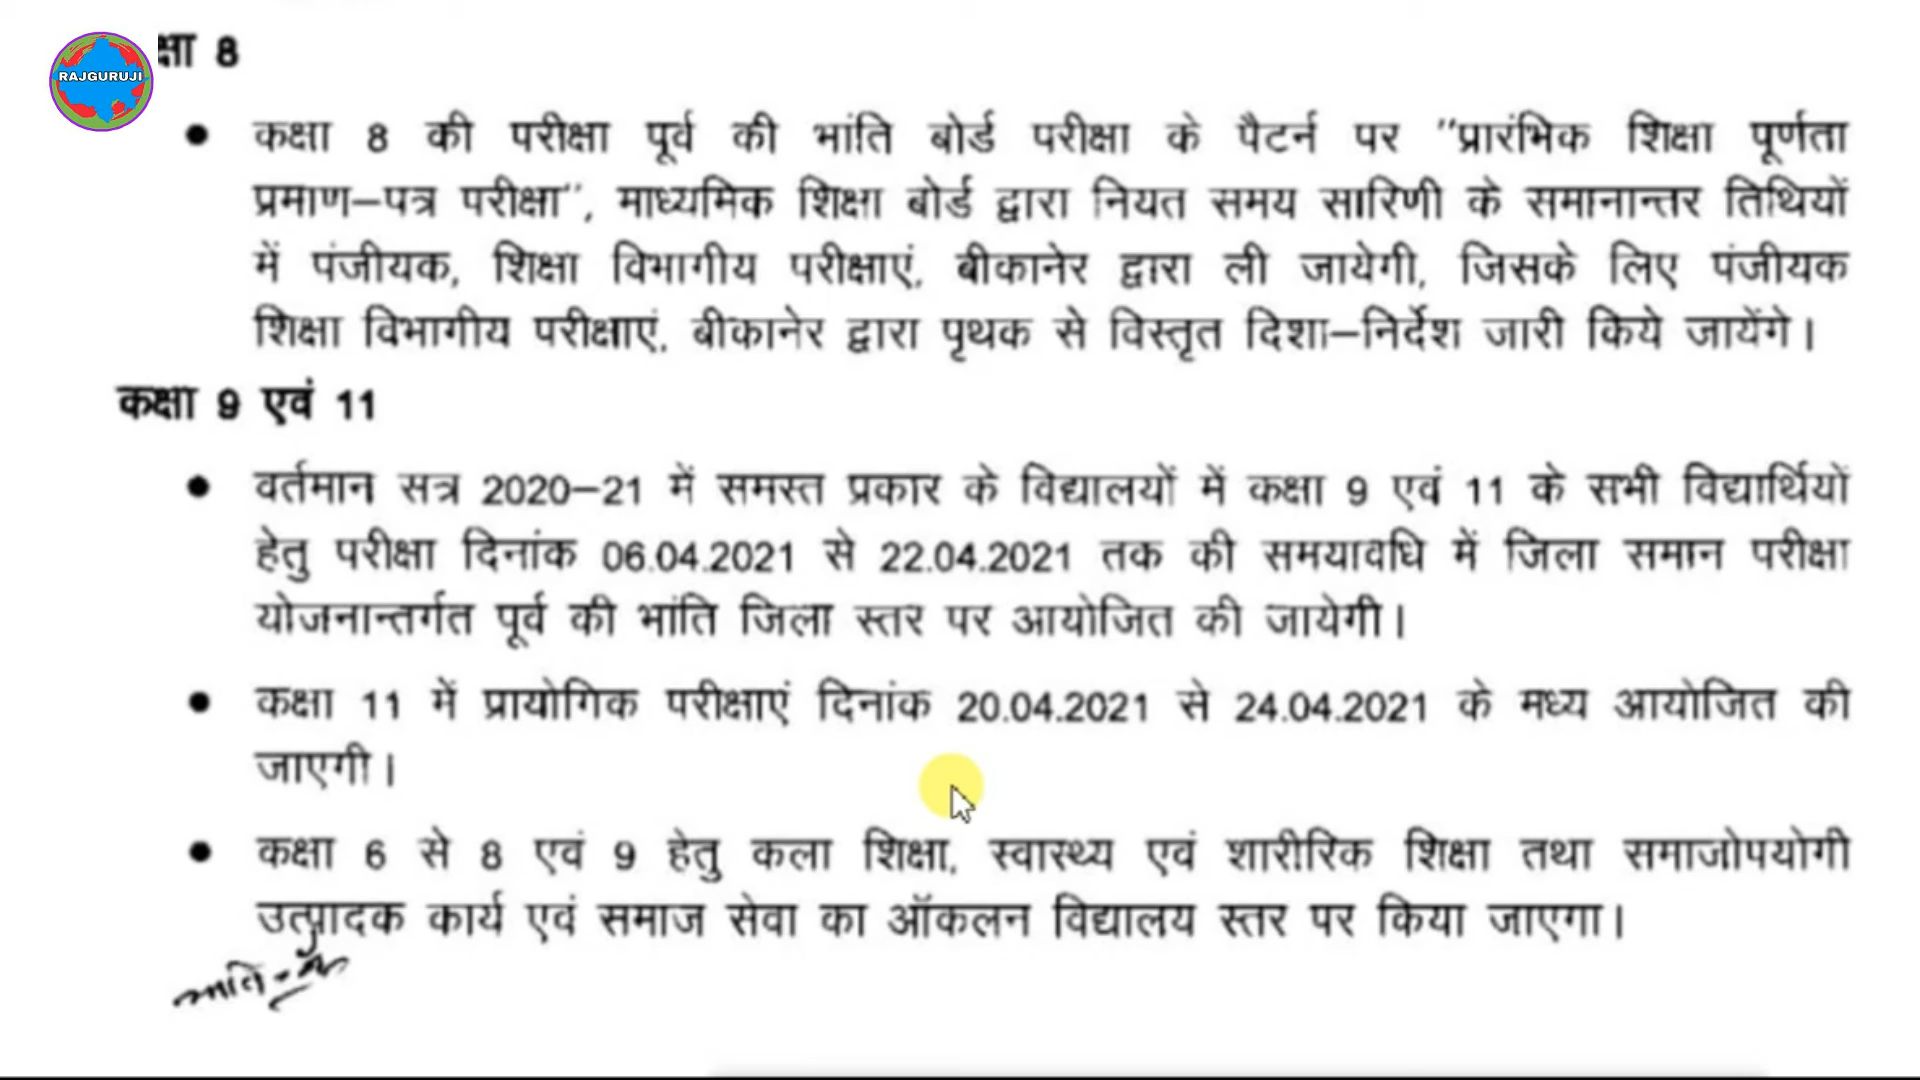 RAJGURUJI
क्षा 8
● कक्षा 8 की परीक्षा पूर्व की भांति बोर्ड परीक्षा के पैटर्न पर ''प्रारंभिक शिक्षा पूर्णता
प्रमाण–पत्र परीक्षा'', माध्यमिक शिक्षा बोर्ड द्वारा नियत समय सारिणी के समानान्तर तिथियों
में पंजीयक, शिक्षा विभागीय परीक्षाएं, बीकानेर द्वारा ली जायेगी, जिसके लिए पंजीयक
शिक्षा विभागीय परीक्षाएं, बीकानेर द्वारा पृथक से विस्तृत दिशा–निर्देश जारी किये जायेंगे।
कक्षा 9 एवं 11
● वर्तमान सत्र 2020–21 में समस्त प्रकार के विद्यालयों में कक्षा 9 एवं 11 के सभी विद्यार्थियों
हेतु परीक्षा दिनांक 06.04.2021 से 22.04.2021 तक की समयावधि में जिला समान परीक्षा
योजनान्तर्गत पूर्व की भांति जिला स्तर पर आयोजित की जायेगी।
● कक्षा 11 में प्रायोगिक परीक्षाएं दिनांक 20.04.2021 से 24.04.2021 के मध्य आयोजित की
जाएगी।
● कक्षा 6 से 8 एवं 9 हेतु कला शिक्षा, स्वास्थ्य एवं शारीरिक शिक्षा तथा समाजोपयोगी
उत्पादक कार्य एवं समाज सेवा का ऑकलन विद्यालय स्तर पर किया जाएगा।